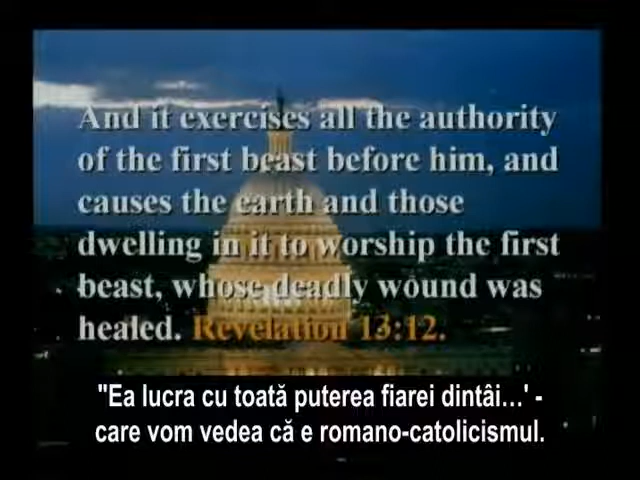 And it exercises all the authority
of the first beast before him, and
causes the earth and those
dwelling in it to worship the first
beast, whose deadly wound was
healed. Revelation 13:12.
"Ea lucra cu toată puterea fiarei dintâi…' -
care vom vedea că e romano-catolicismul.